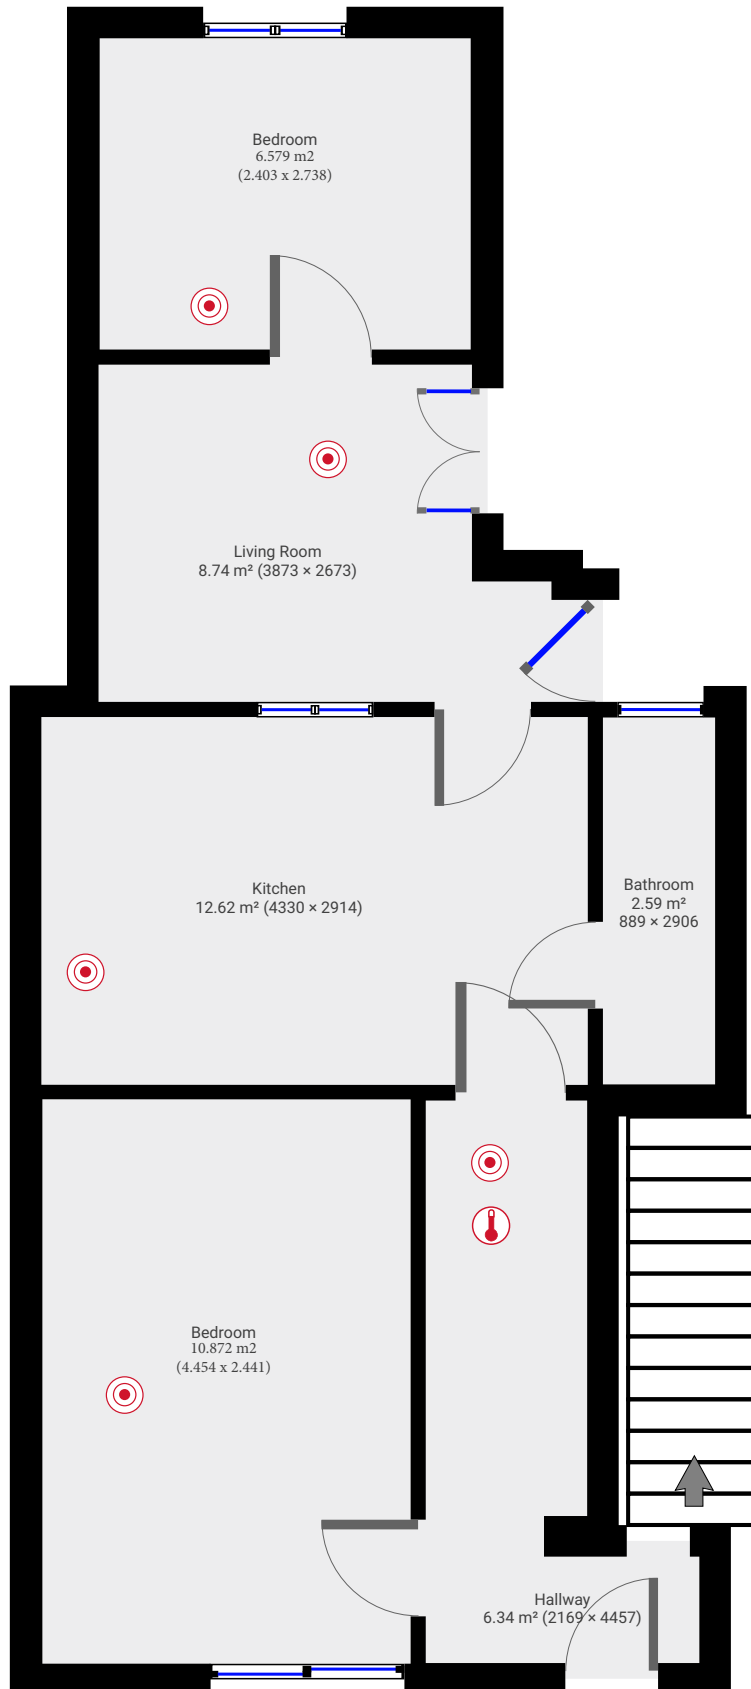 Bedroom
6.579 m2
(2.403 x 2.738)
Living Room
8.74 m² (3873 × 2673)
Kitchen
12.62 m² (4330 × 2914)
Bathroom
2.59 m²
889 × 2906
Bedroom
10.872 m2
(4.454 x 2.441)
Hallway
6.34 m² (2169 × 4457)